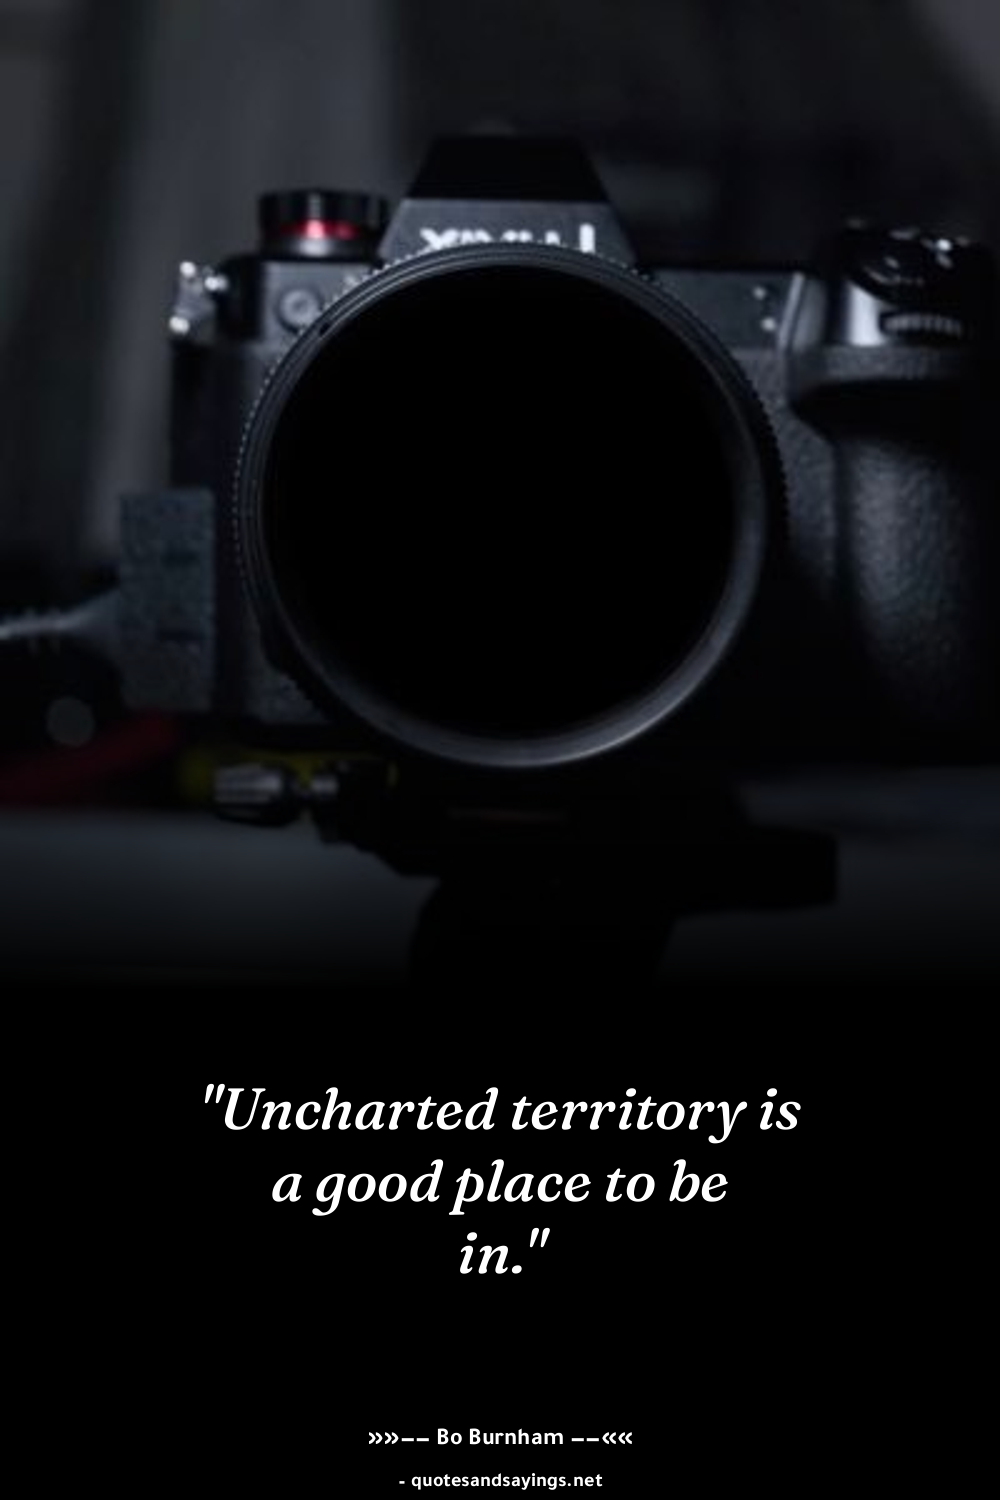 "Uncharted territory is
a good place to be
in."
»»−− Bo Burnham −−««
- quotesandsayings.net